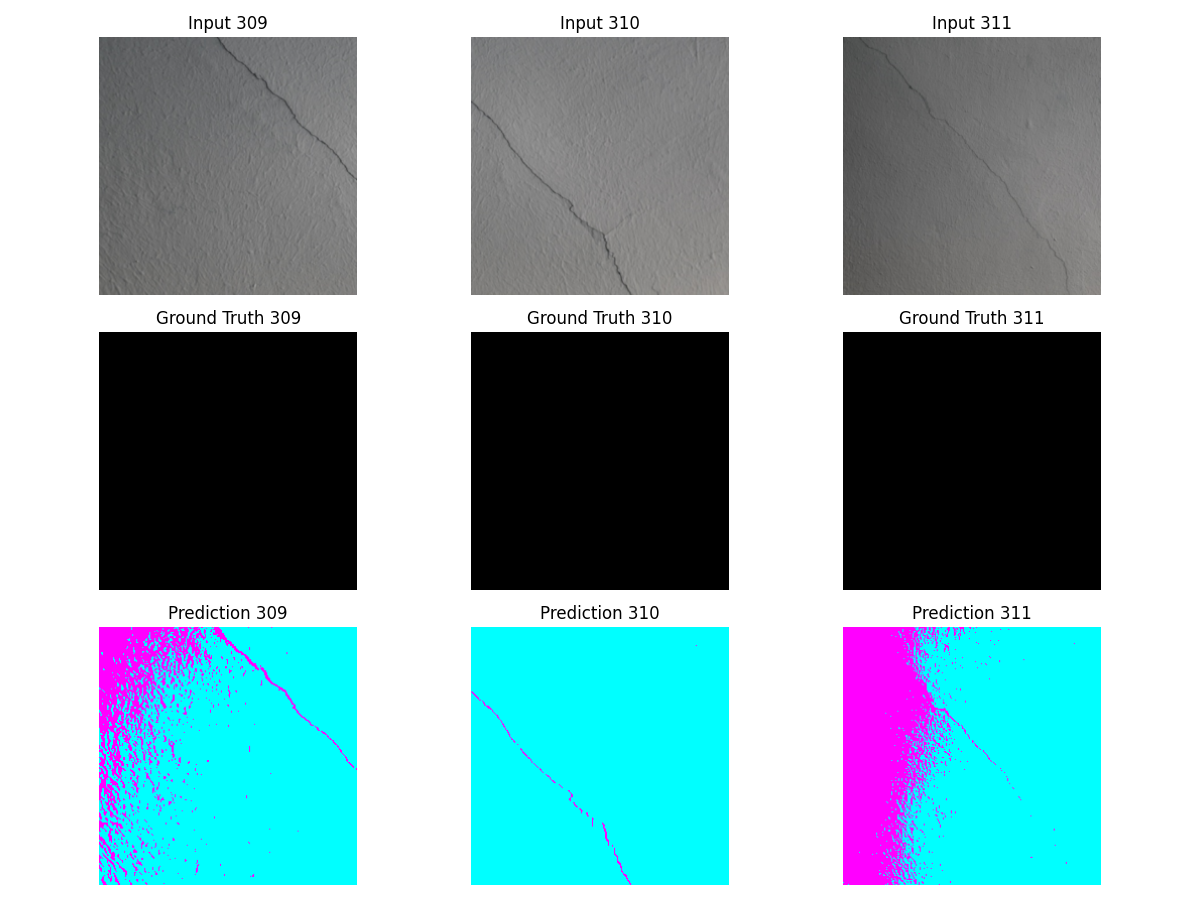 Input 309
Input 310
Input 311
Ground Truth 309
Ground Truth 310
Ground Truth 311
Prediction 309
Prediction 310
Prediction 311